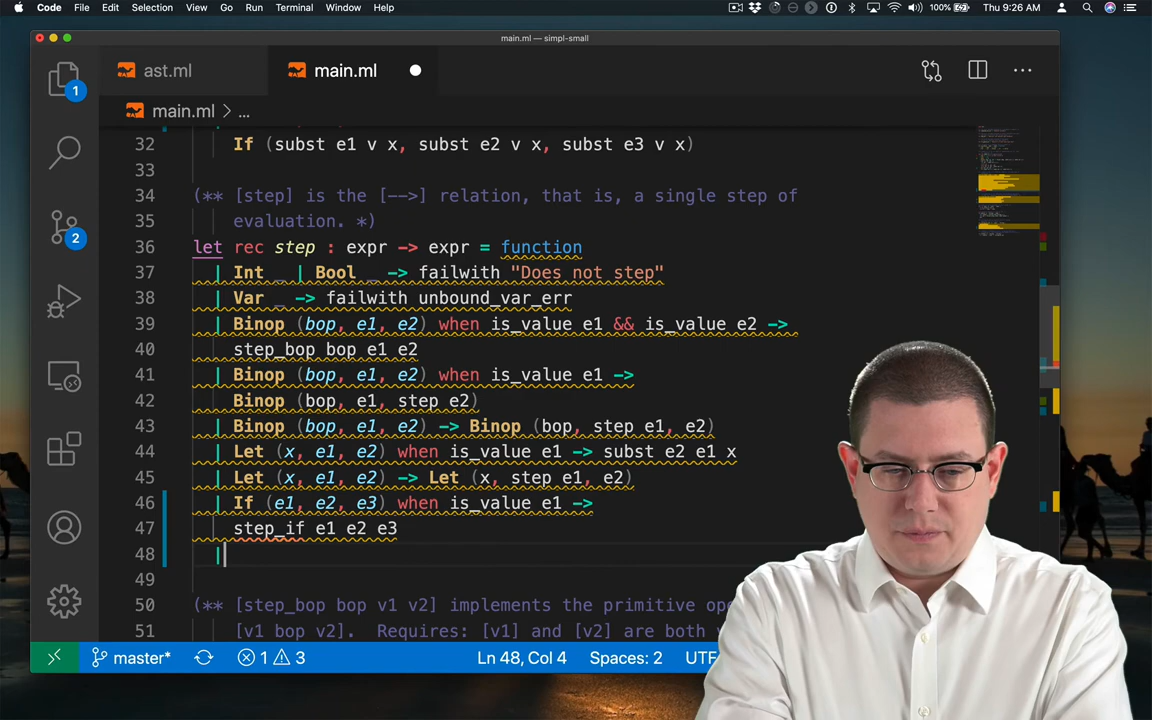 Code File Edit Selection View Go Run Terminal Window Help 100% Thu 9:26 AM
main.ml — simpl-small
ast.ml main.ml
1
main.ml > ...
32 If (subst e1 v x, subst e2 v x, subst e3 v x)
33
34 (** [step] is the [-->] relation, that is, a single step of
35 evaluation. *)
36 let rec step : expr -> expr = function
37 | Int _ | Bool _ -> failwith "Does not step"
38 | Var _ -> failwith unbound_var_err
39 | Binop (bop, e1, e2) when is_value e1 && is_value e2 ->
40 step_bop bop e1 e2
41 | Binop (bop, e1, e2) when is_value e1 ->
42 Binop (bop, e1, step e2)
43 | Binop (bop, e1, e2) -> Binop (bop, step e1, e2)
44 | Let (x, e1, e2) when is_value e1 -> subst e2 e1 x
45 | Let (x, e1, e2) -> Let (x, step e1, e2)
46 | If (e1, e2, e3) when is_value e1 ->
47 step_if e1 e2 e3
48 |
49
50 (** [step_bop bop v1 v2] implements the primitive
51 [v1 bop v2]. Requires: [v1] and [v2] are both
2
master* 1 3 Ln 48, Col 4 Spaces: 2